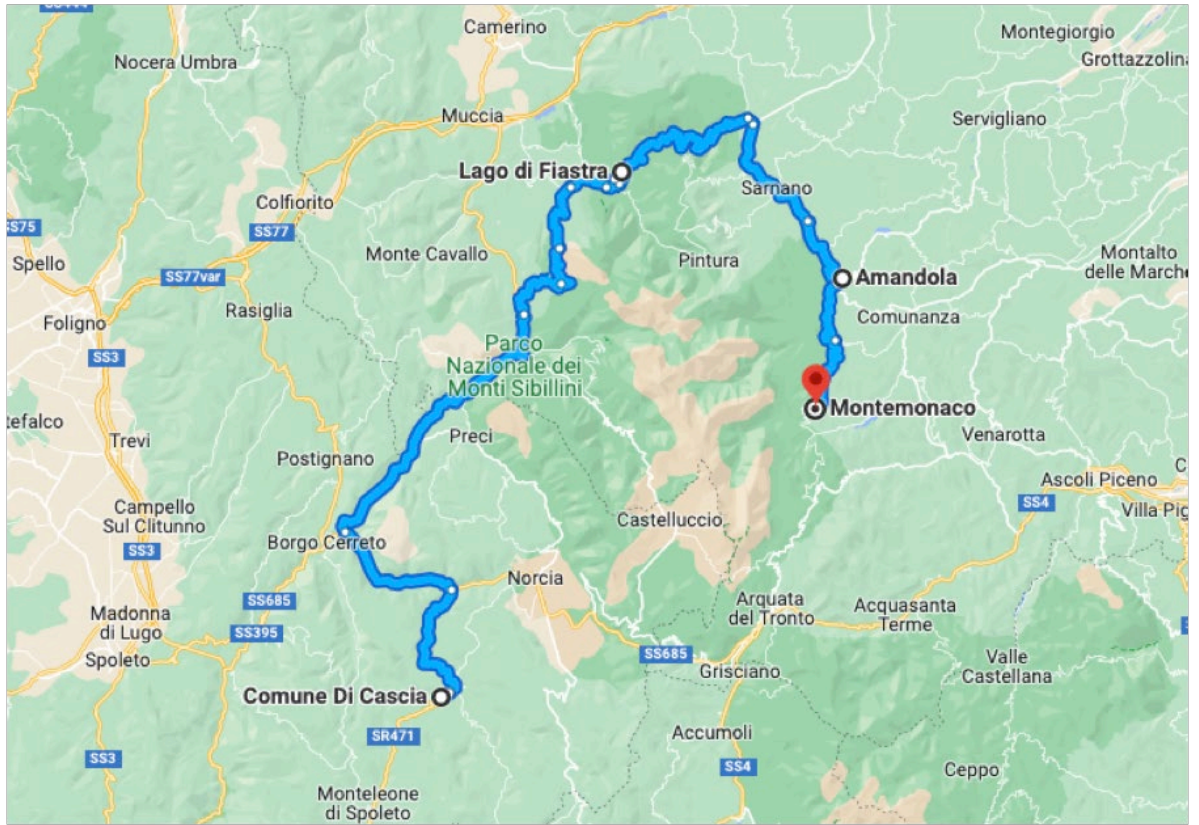 Camerino
Montegiorgio
Grottazzolina
Nocera Umbra
Muccia
Servigliano
Lago di Fiastra
Sarnano
Colfiorito
SS77
SS75
Spello
Monte Cavallo
Pintura
Montalto
delle Marche
SS77var
Amandola
Rasiglia
Foligno
Comunanza
SS3
Parco
Nazionale dei
Monti Sibillini
Montemonaco
tefalco
Trevi
Preci
Venarotta
Postignano
Ascoli Piceno
SS4
Villa Pig
Campello
Sul Clitunno
Castelluccio
Borgo Cerreto
SS3
Norcia
SS685
Arquata
del Tronto
Acquasanta
Terme
Madonna
di Lugo
SS395
SS685
Spoleto
Grisciano
Valle
Castellana
Comune Di Cascia
SR471
Accumoli
SS3
SS4
Ceppo
Monteleone
di Spoleto